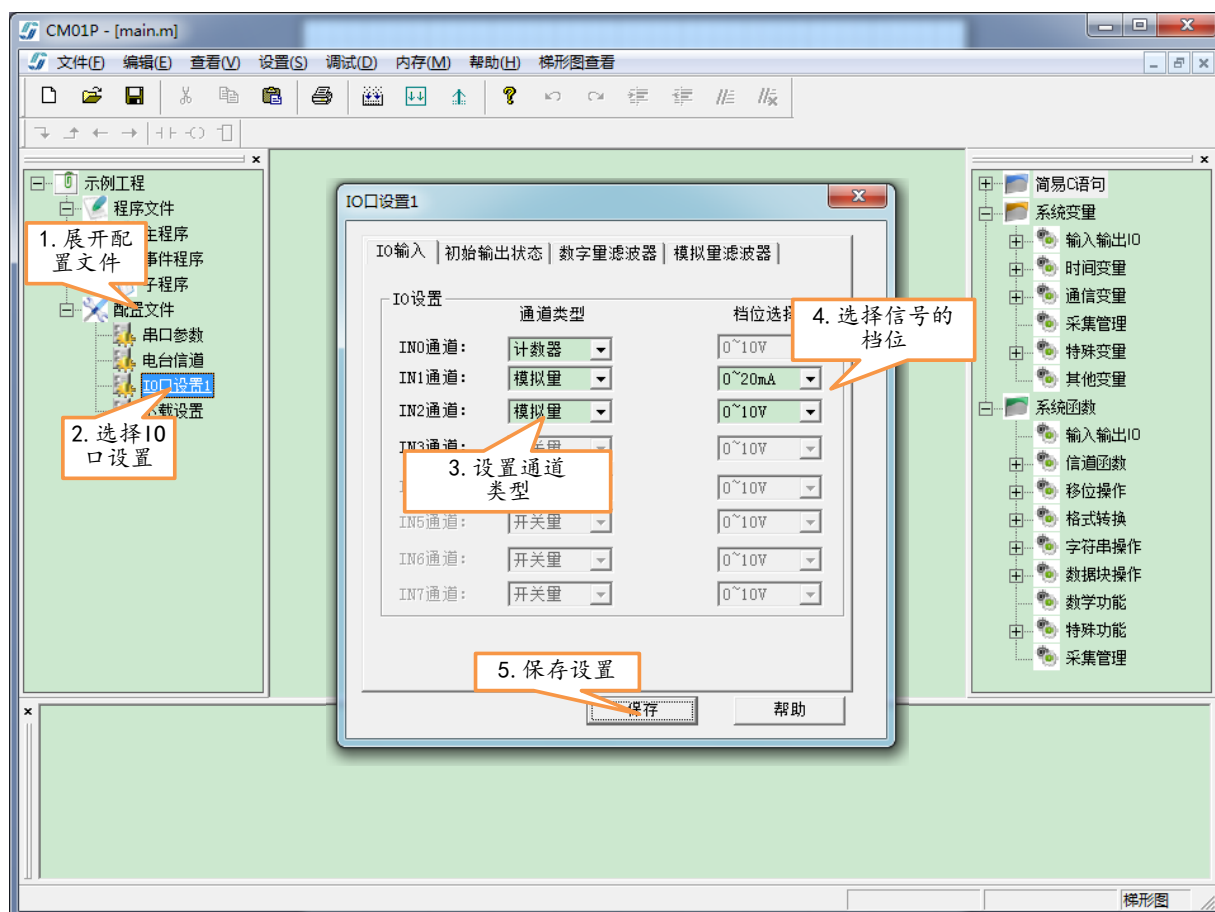 CM01P - [main.m]
文件(F) 编辑(E) 查看(V) 设置(S) 调试(D) 内存(M) 帮助(H) 梯形图查看
示例工程
程序文件
主程序
事件程序
子程序
配置文件
串口参数
电台信道
IO口设置1
下载设置
1.展开配
置文件
2.选择IO
口设置
IO口设置1
IO输入 初始输出状态 数字量滤波器 模拟量滤波器
IO设置
通道类型 档位选择
IN0通道: 计数器 0~10V
IN1通道: 模拟量 0~20mA
IN2通道: 模拟量 0~10V
IN3通道: 开关量 0~10V
0~10V
IN5通道: 开关量 0~10V
IN6通道: 开关量 0~10V
IN7通道: 开关量 0~10V
3.设置通道
类型
4.选择信号的
档位
5.保存设置
保存 帮助
简易C语句
系统变量
输入输出IO
时间变量
通信变量
采集管理
特殊变量
其他变量
系统函数
输入输出IO
信道函数
移位操作
格式转换
字符串操作
数据块操作
数学功能
特殊功能
采集管理
梯形图